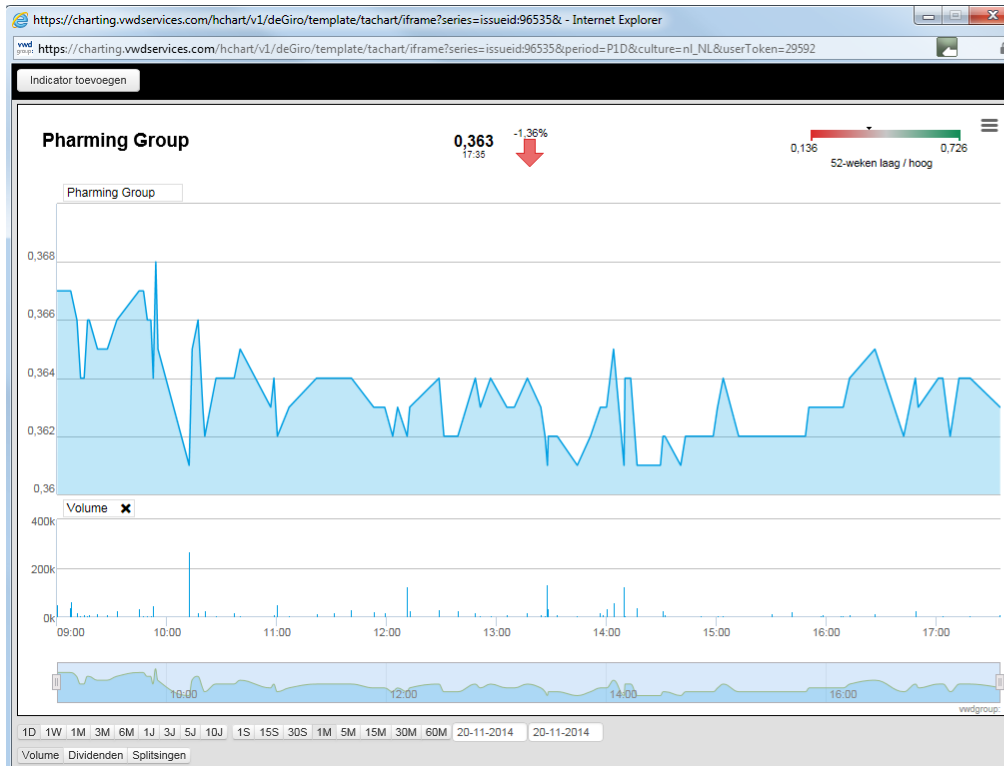 https://charting.vwdservices.com/hchart/v1/deGiro/template/tachart/iframe?series=issueid:96535& - Internet Explorer
vwd group: https://charting.vwdservices.com/hchart/v1/deGiro/template/tachart/iframe?series=issueid:96535&period=P1D&culture=nl_NL&userToken=29592
Indicator toevoegen
Pharming Group
0,363
17:35
-1,36%
0,136 0,726
52-weken laag / hoog
Pharming Group
0,368
0,366
0,364
0,362
0,36
Volume
400k
200k
0k
09:00 10:00 11:00 12:00 13:00 14:00 15:00 16:00 17:00
10:00 12:00 14:00 16:00
vwdgroup:
1D 1W 1M 3M 6M 1J 3J 5J 10J 1S 15S 30S 1M 5M 15M 30M 60M 20-11-2014 20-11-2014
Volume Dividenden Splitsingen